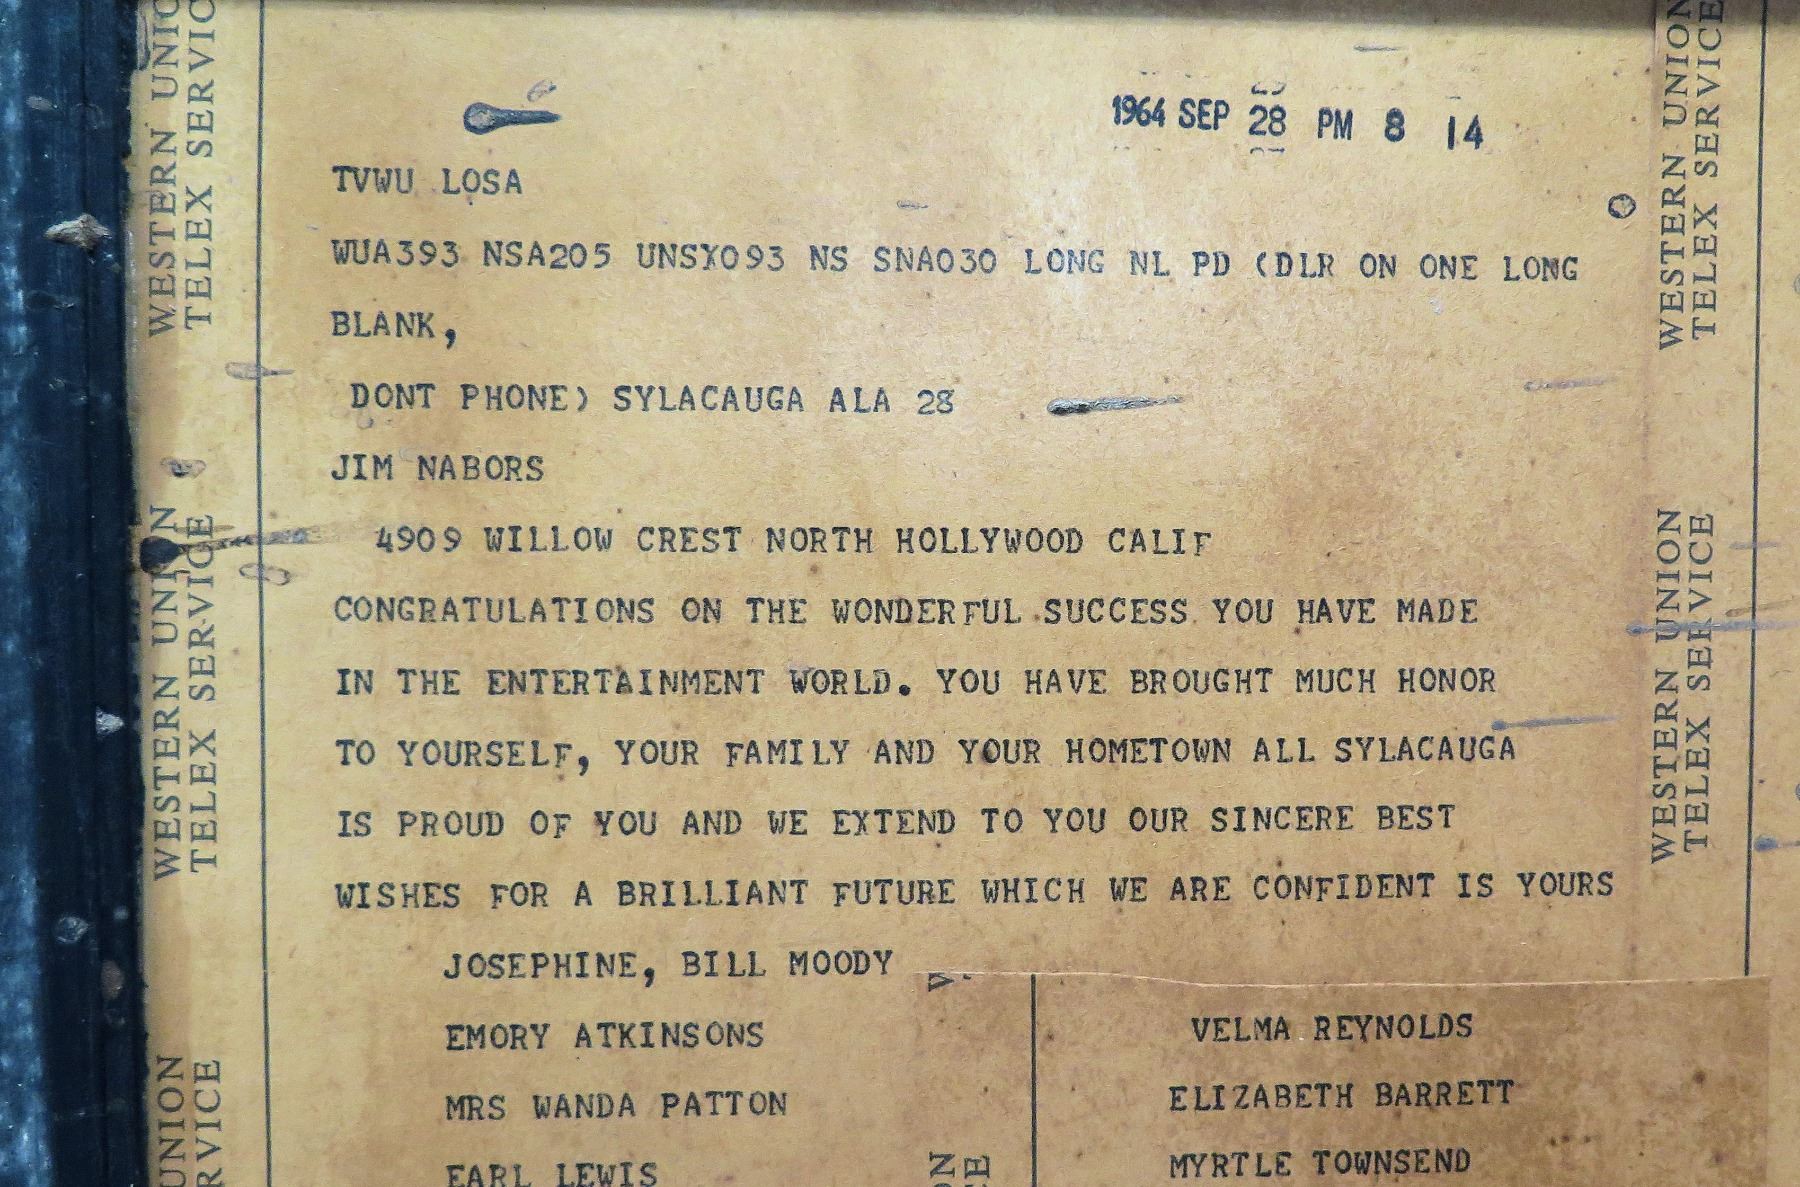 WESTERN UNION
TELEX SERVICE
WESTERN UNION
TELEX SERVICE
1964 SEP 28 PM 8 14
TVWU LOSA
WUA393 NSA205 UNSX093 NS SNA030 LONG NL PD (DLR ON ONE LONG
BLANK,
DONT PHONE) SYLACAUGA ALA 28
JIM NABORS
4909 WILLOW CREST NORTH HOLLYWOOD CALIF
CONGRATULATIONS ON THE WONDERFUL SUCCESS YOU HAVE MADE
IN THE ENTERTAINMENT WORLD. YOU HAVE BROUGHT MUCH HONOR
TO YOURSELF, YOUR FAMILY AND YOUR HOMETOWN ALL SYLACAUGA
IS PROUD OF YOU AND WE EXTEND TO YOU OUR SINCERE BEST
WISHES FOR A BRILLIANT FUTURE WHICH WE ARE CONFIDENT IS YOURS
JOSEPHINE, BILL MOODY
EMORY ATKINSONS
MRS WANDA PATTON
EARL LEWIS
VELMA REYNOLDS
ELIZABETH BARRETT
MYRTLE TOWNSEND
UNION
WESTERN UNION
TELEX SERVICE
WESTERN UNION
TELEX SERVICE